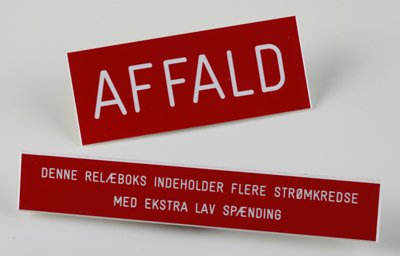 AFFALD
DENNE RELÆBOKS INDEHOLDER FLERE STRØMKREDSE
MED EKSTRA LAV SPÆNDING